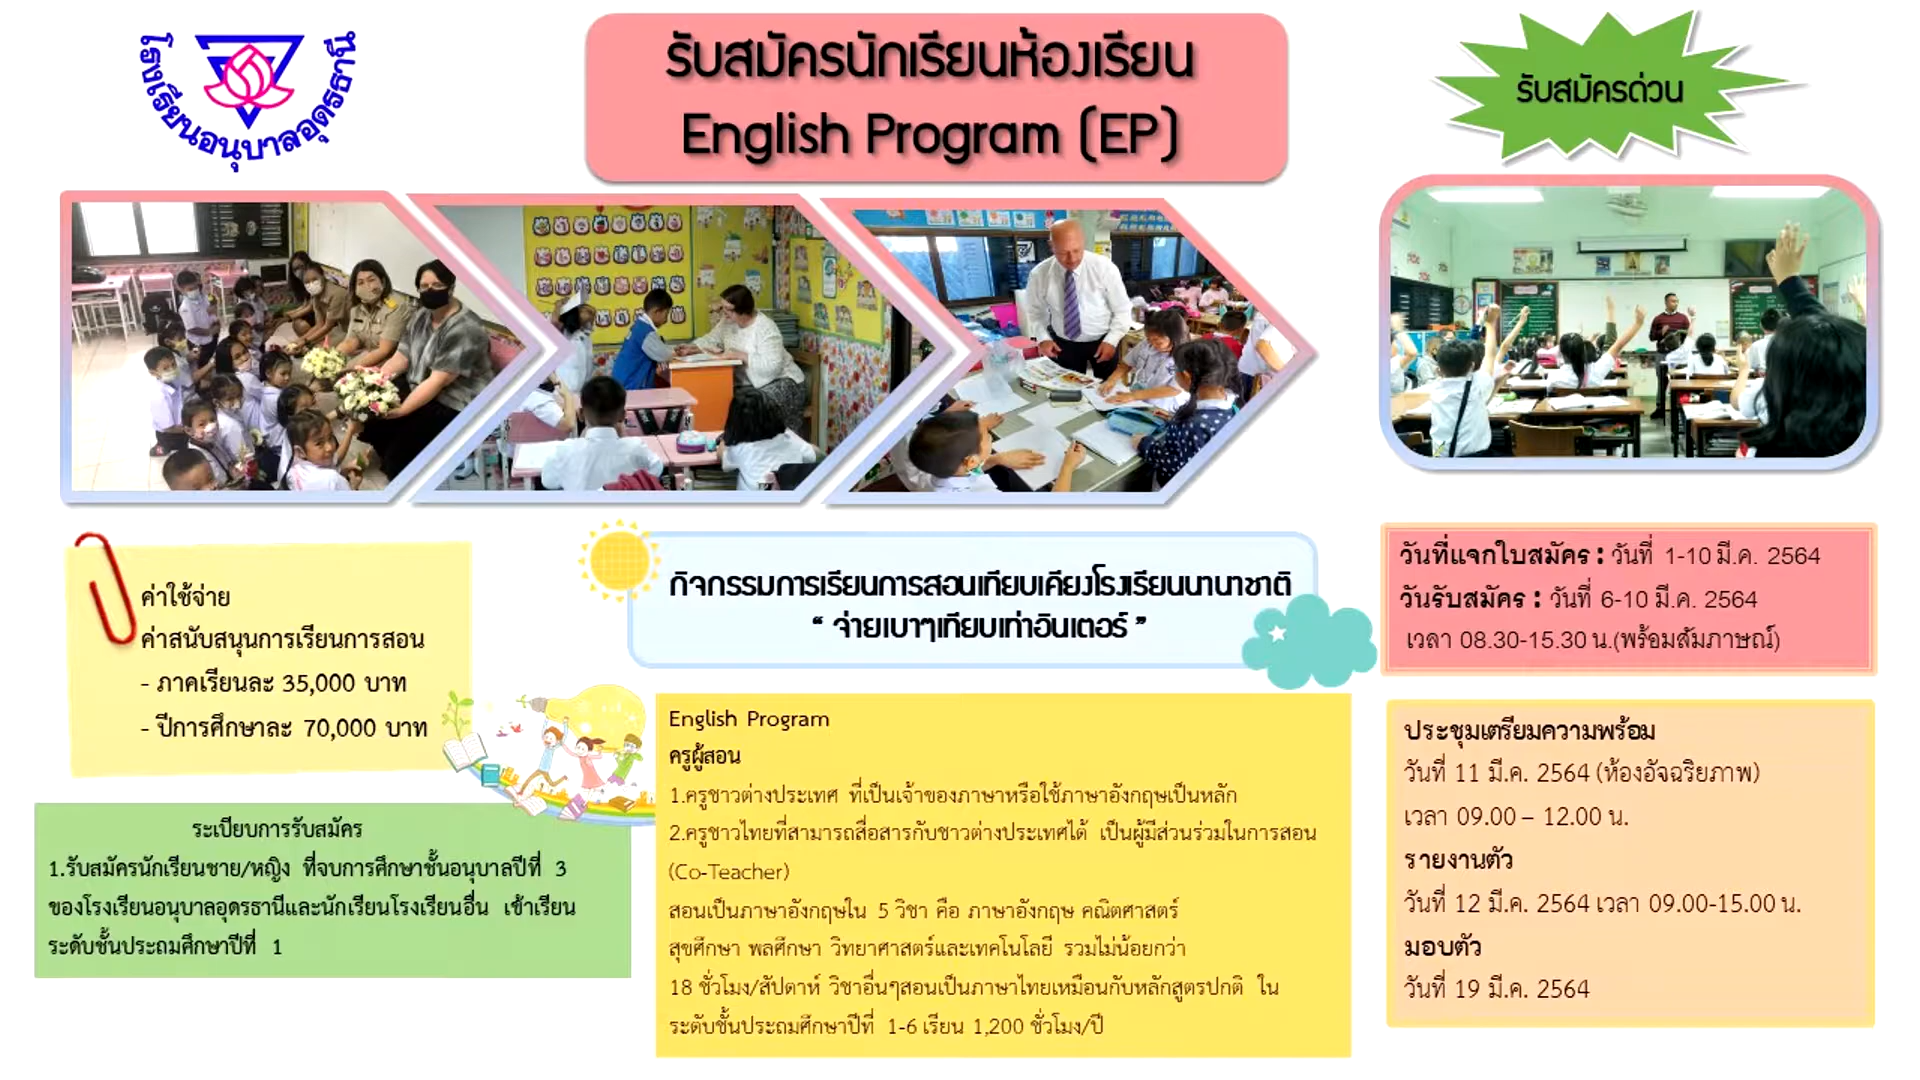 โรงเรียนอนุบาลอุดรธานี
รับสมัครนักเรียนห้องเรียน
English Program (EP)
รับสมัครด่วน
ค่าใช้จ่าย
ค่าสนับสนุนการเรียนการสอน
- ภาคเรียนละ 35,000 บาท
- ปีการศึกษาละ 70,000 บาท
ระเบียบการรับสมัคร
1.รับสมัครนักเรียนชาย/หญิง ที่จบการศึกษาชั้นอนุบาลปีที่ 3
ของโรงเรียนอนุบาลอุดรธานีและนักเรียนโรงเรียนอื่น เข้าเรียน
ระดับชั้นประถมศึกษาปีที่ 1
กิจกรรมการเรียนการสอนเทียบเคียงโรงเรียนนานาชาติ
“ จ่ายเบาๆเทียบเท่าอินเตอร์ ”
English Program
ครูผู้สอน
1.ครูชาวต่างประเทศ ที่เป็นเจ้าของภาษาหรือใช้ภาษาอังกฤษเป็นหลัก
2.ครูชาวไทยที่สามารถสื่อสารกับชาวต่างประเทศได้ เป็นผู้มีส่วนร่วมในการสอน
(Co-Teacher)
สอนเป็นภาษาอังกฤษใน 5 วิชา คือ ภาษาอังกฤษ คณิตศาสตร์
สุขศึกษา พลศึกษา วิทยาศาสตร์และเทคโนโลยี รวมไม่น้อยกว่า
18 ชั่วโมง/สัปดาห์ วิชาอื่นๆสอนเป็นภาษาไทยเหมือนกับหลักสูตรปกติ ใน
ระดับชั้นประถมศึกษาปีที่ 1-6 เรียน 1,200 ชั่วโมง/ปี
วันที่แจกใบสมัคร : วันที่ 1-10 มี.ค. 2564
วันรับสมัคร : วันที่ 6-10 มี.ค. 2564
เวลา 08.30-15.30 น.(พร้อมสัมภาษณ์)
ประชุมเตรียมความพร้อม
วันที่ 11 มี.ค. 2564 (ห้องอัจฉริยภาพ)
เวลา 09.00 – 12.00 น.
รายงานตัว
วันที่ 12 มี.ค. 2564 เวลา 09.00-15.00 น.
มอบตัว
วันที่ 19 มี.ค. 2564